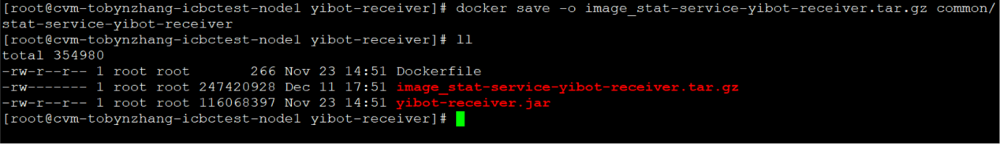 [root@cvm-tobynzhang-icbctest-node1 yibot-receiver]# docker save -o image_stat-service-yibot-receiver.tar.gz common/
stat-service-yibot-receiver
[root@cvm-tobynzhang-icbctest-node1 yibot-receiver]# ll
total 354980
-rw-r--r-- 1 root root       266 Nov 23 14:51 Dockerfile
-rw------- 1 root root 247420928 Dec 11 17:51 image_stat-service-yibot-receiver.tar.gz
-rw-r--r-- 1 root root 116068397 Nov 23 14:51 yibot-receiver.jar
[root@cvm-tobynzhang-icbctest-node1 yibot-receiver]#